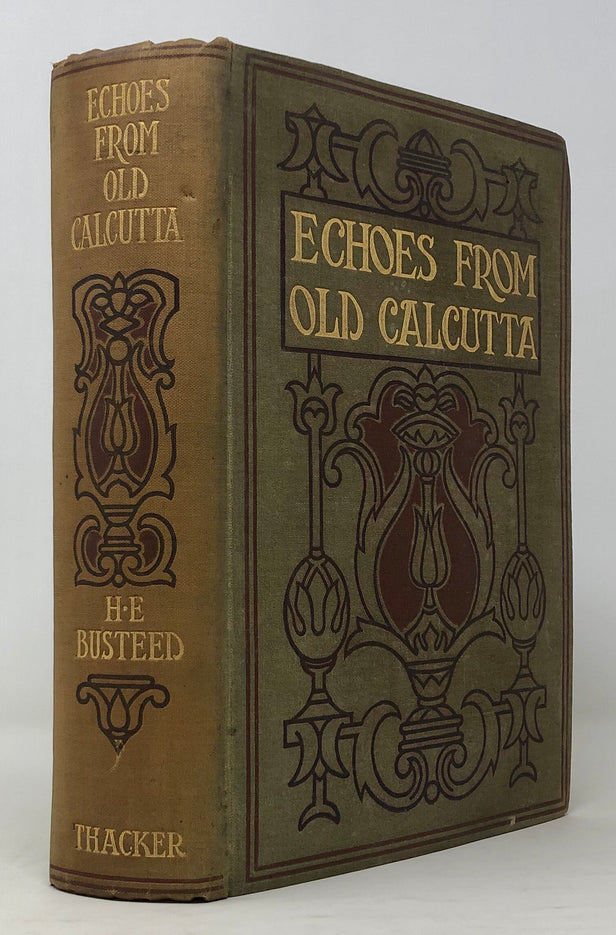 ECHOES
FROM
OLD
CALCUTTA
H·E
BUSTEED
THACKER
ECHOES FROM
OLD CALCUTTA